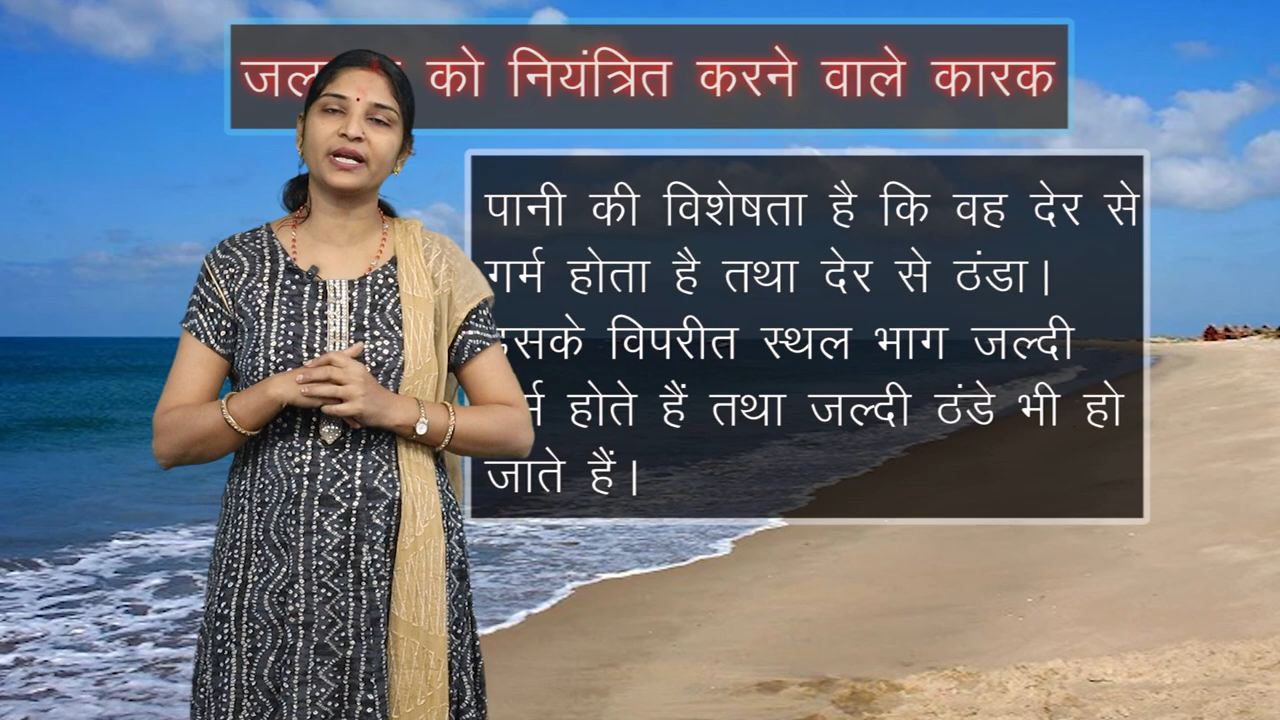 को नियंत्रित करने वाले कारक
पानी की विशेषता है कि वह देर से
गर्म होता है तथा देर से ठंडा।
विपरीत स्थल भाग जल्दी
होते हैं तथा जल्दी ठंडे भी हो
जाते हैं।